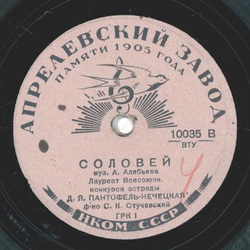 АПРЕЛЕВСКИЙ ЗАВОД
ПАМЯТИ 1905 ГОДА
10035 В
ВТУ
СОЛОВЕЙ
муз. А. Алябьева
Лауреат Всесоюзн.
конкурса эстрады
Д. Я. ПАНТОФЕЛЬ-НЕЧЕЦКАЯ
ф-но С. К. Стучевский
ГРК 1
4
НКОМ СССР